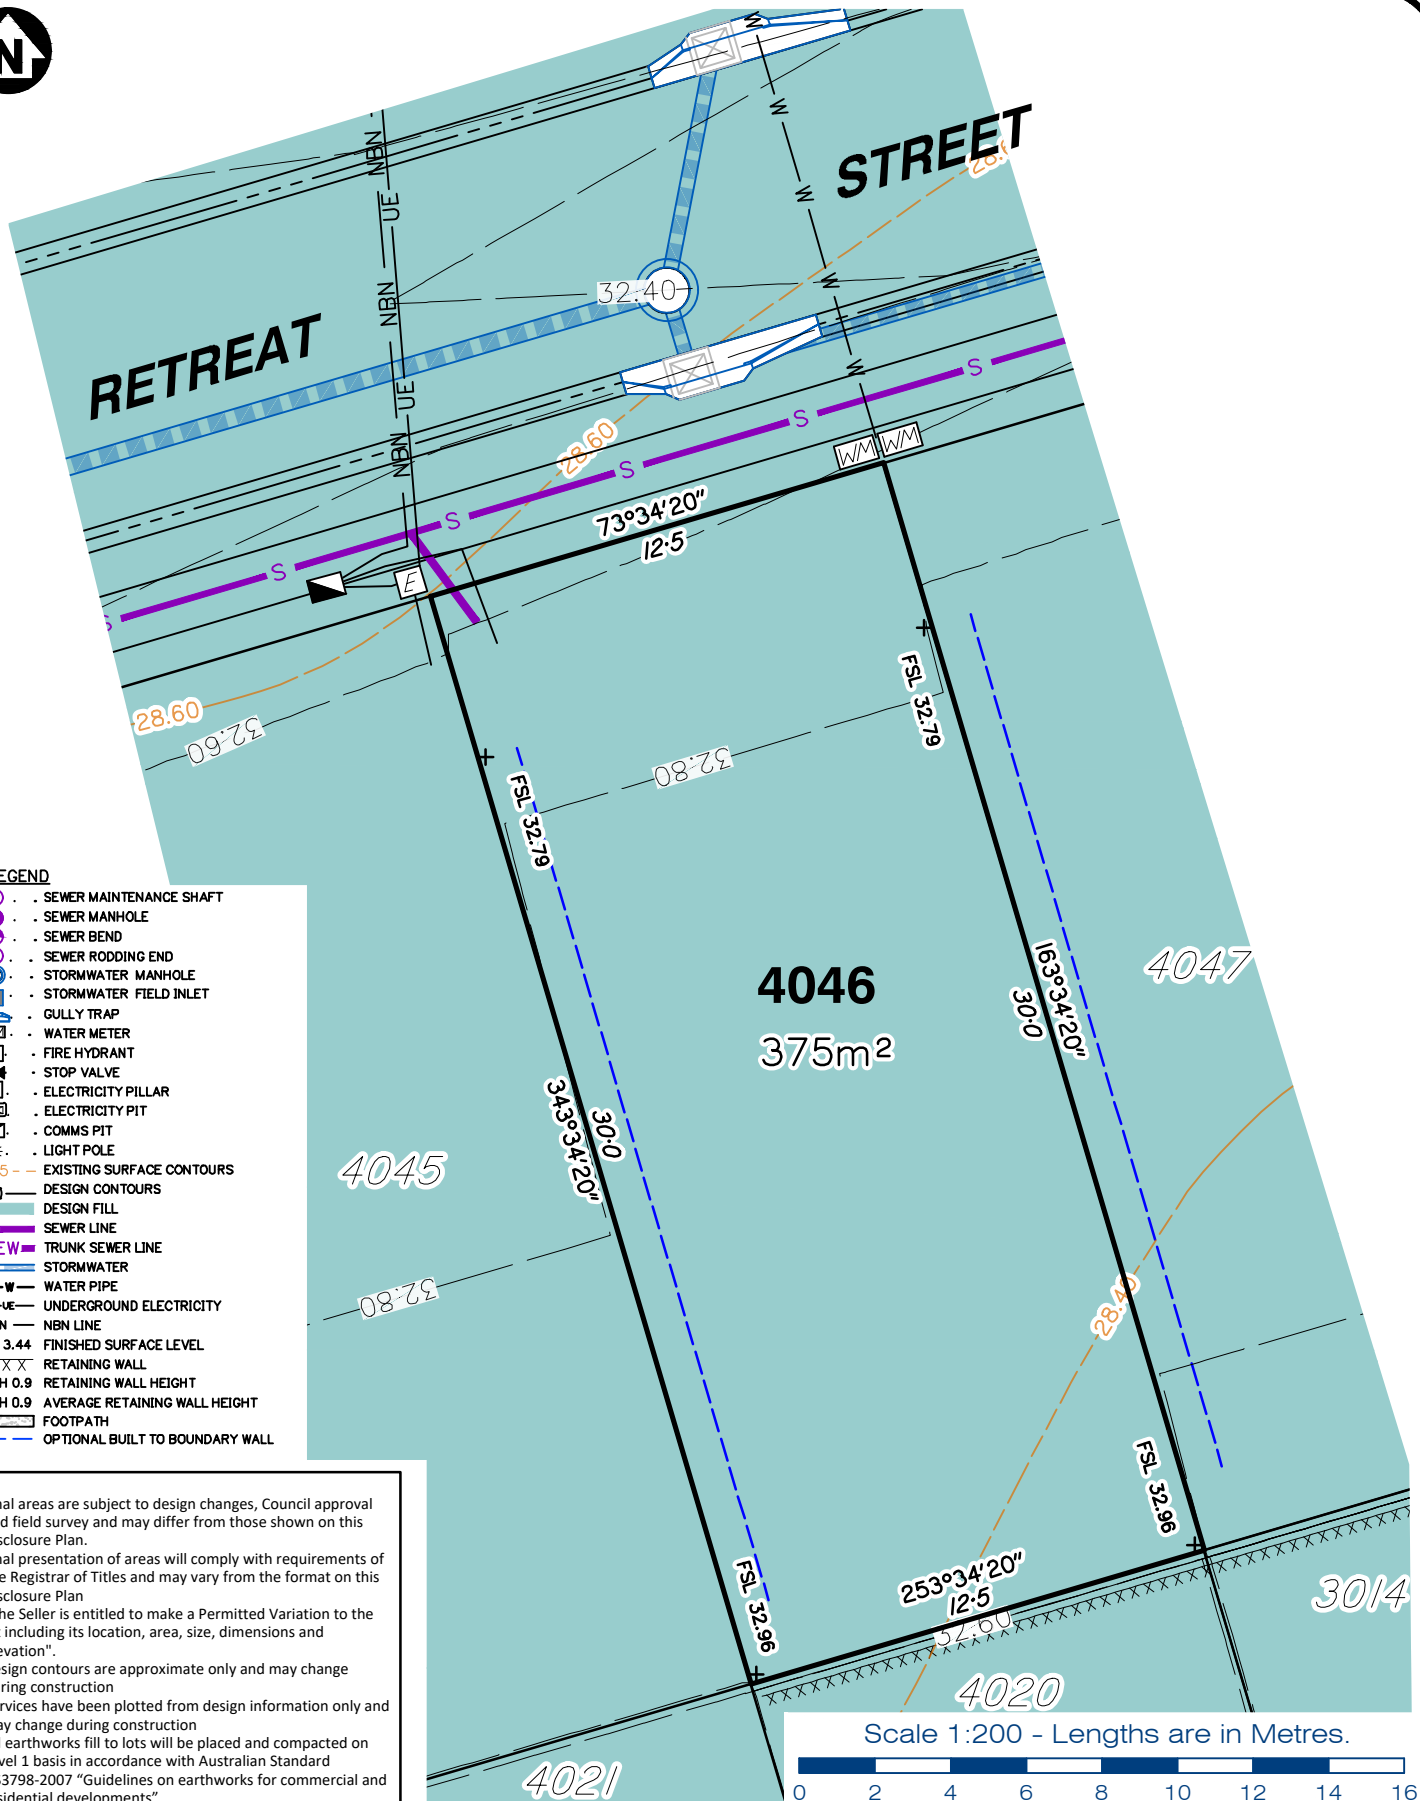 N
STREET
RETREAT
W
W
W
W
W
NBN
UE
NBN
UE
NBN
32.40
28.60
28.60
32.60
S
S
S
S
S
WM
WM
E
73°34'20"
12·5
FSL 32.79
FSL 32.79
32.80
4046
375m²
163°34'20"
30·0
343°34'20"
30·0
4047
4045
32.80
28.40
FSL 32.96
FSL 32.96
253°34'20"
12·5
32.60
3014
4020
4021
EGEND
SEWER MAINTENANCE SHAFT
SEWER MANHOLE
SEWER BEND
SEWER RODDING END
STORMWATER MANHOLE
STORMWATER FIELD INLET
GULLY TRAP
WATER METER
FIRE HYDRANT
STOP VALVE
ELECTRICITY PILLAR
ELECTRICITY PIT
COMMS PIT
LIGHT POLE
EXISTING SURFACE CONTOURS
DESIGN CONTOURS
DESIGN FILL
SEWER LINE
EW TRUNK SEWER LINE
STORMWATER
W WATER PIPE
UE UNDERGROUND ELECTRICITY
N NBN LINE
3.44 FINISHED SURFACE LEVEL
X X RETAINING WALL
H 0.9 RETAINING WALL HEIGHT
H 0.9 AVERAGE RETAINING WALL HEIGHT
FOOTPATH
OPTIONAL BUILT TO BOUNDARY WALL
nal areas are subject to design changes, Council approval
d field survey and may differ from those shown on this
sclosure Plan.
nal presentation of areas will comply with requirements of
e Registrar of Titles and may vary from the format on this
sclosure Plan
he Seller is entitled to make a Permitted Variation to the
t including its location, area, size, dimensions and
evation".
esign contours are approximate only and may change
ring construction
ervices have been plotted from design information only and
ay change during construction
l earthworks fill to lots will be placed and compacted on
vel 1 basis in accordance with Australian Standard
S3798-2007 “Guidelines on earthworks for commercial and
sidential developments”
Scale 1:200 - Lengths are in Metres.
0 2 4 6 8 10 12 14 16